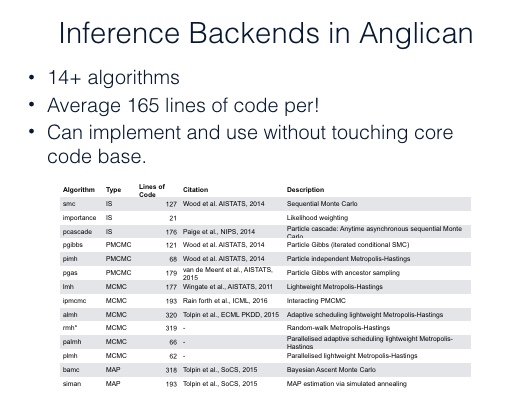 Inference Backends in Anglican
• 14+ algorithms
• Average 165 lines of code per!
• Can implement and use without touching core
code base.
Algorithm Type Lines of Code Citation Description
smc IS 127 Wood et al. AISTATS, 2014 Sequential Monte Carlo
importance IS 21 Likelihood weighting
pcascade IS 176 Paige et al., NIPS, 2014 Particle cascade: Anytime asynchronous sequential Monte Carlo
pgibbs PMCMC 121 Wood et al. AISTATS, 2014 Particle Gibbs (iterated conditional SMC)
pimh PMCMC 68 Wood et al. AISTATS, 2014 Particle independent Metropolis-Hastings
pgas PMCMC 179 van de Meent et al., AISTATS, 2015 Particle Gibbs with ancestor sampling
lmh MCMC 177 Wingate et al., AISTATS, 2011 Lightweight Metropolis-Hastings
ipmcmc MCMC 193 Rain forth et al., ICML, 2016 Interacting PMCMC
almh MCMC 320 Tolpin et al., ECML PKDD, 2015 Adaptive scheduling lightweight Metropolis-Hastings
rmh* MCMC 319 - Random-walk Metropolis-Hastings
palmh MCMC 66 - Parallelised adaptive scheduling lightweight Metropolis-Hastings
plmh MCMC 62 - Parallelised lightweight Metropolis-Hastings
bamc MAP 318 Tolpin et al., SoCS, 2015 Bayesian Ascent Monte Carlo
siman MAP 193 Tolpin et al., SoCS, 2015 MAP estimation via simulated annealing